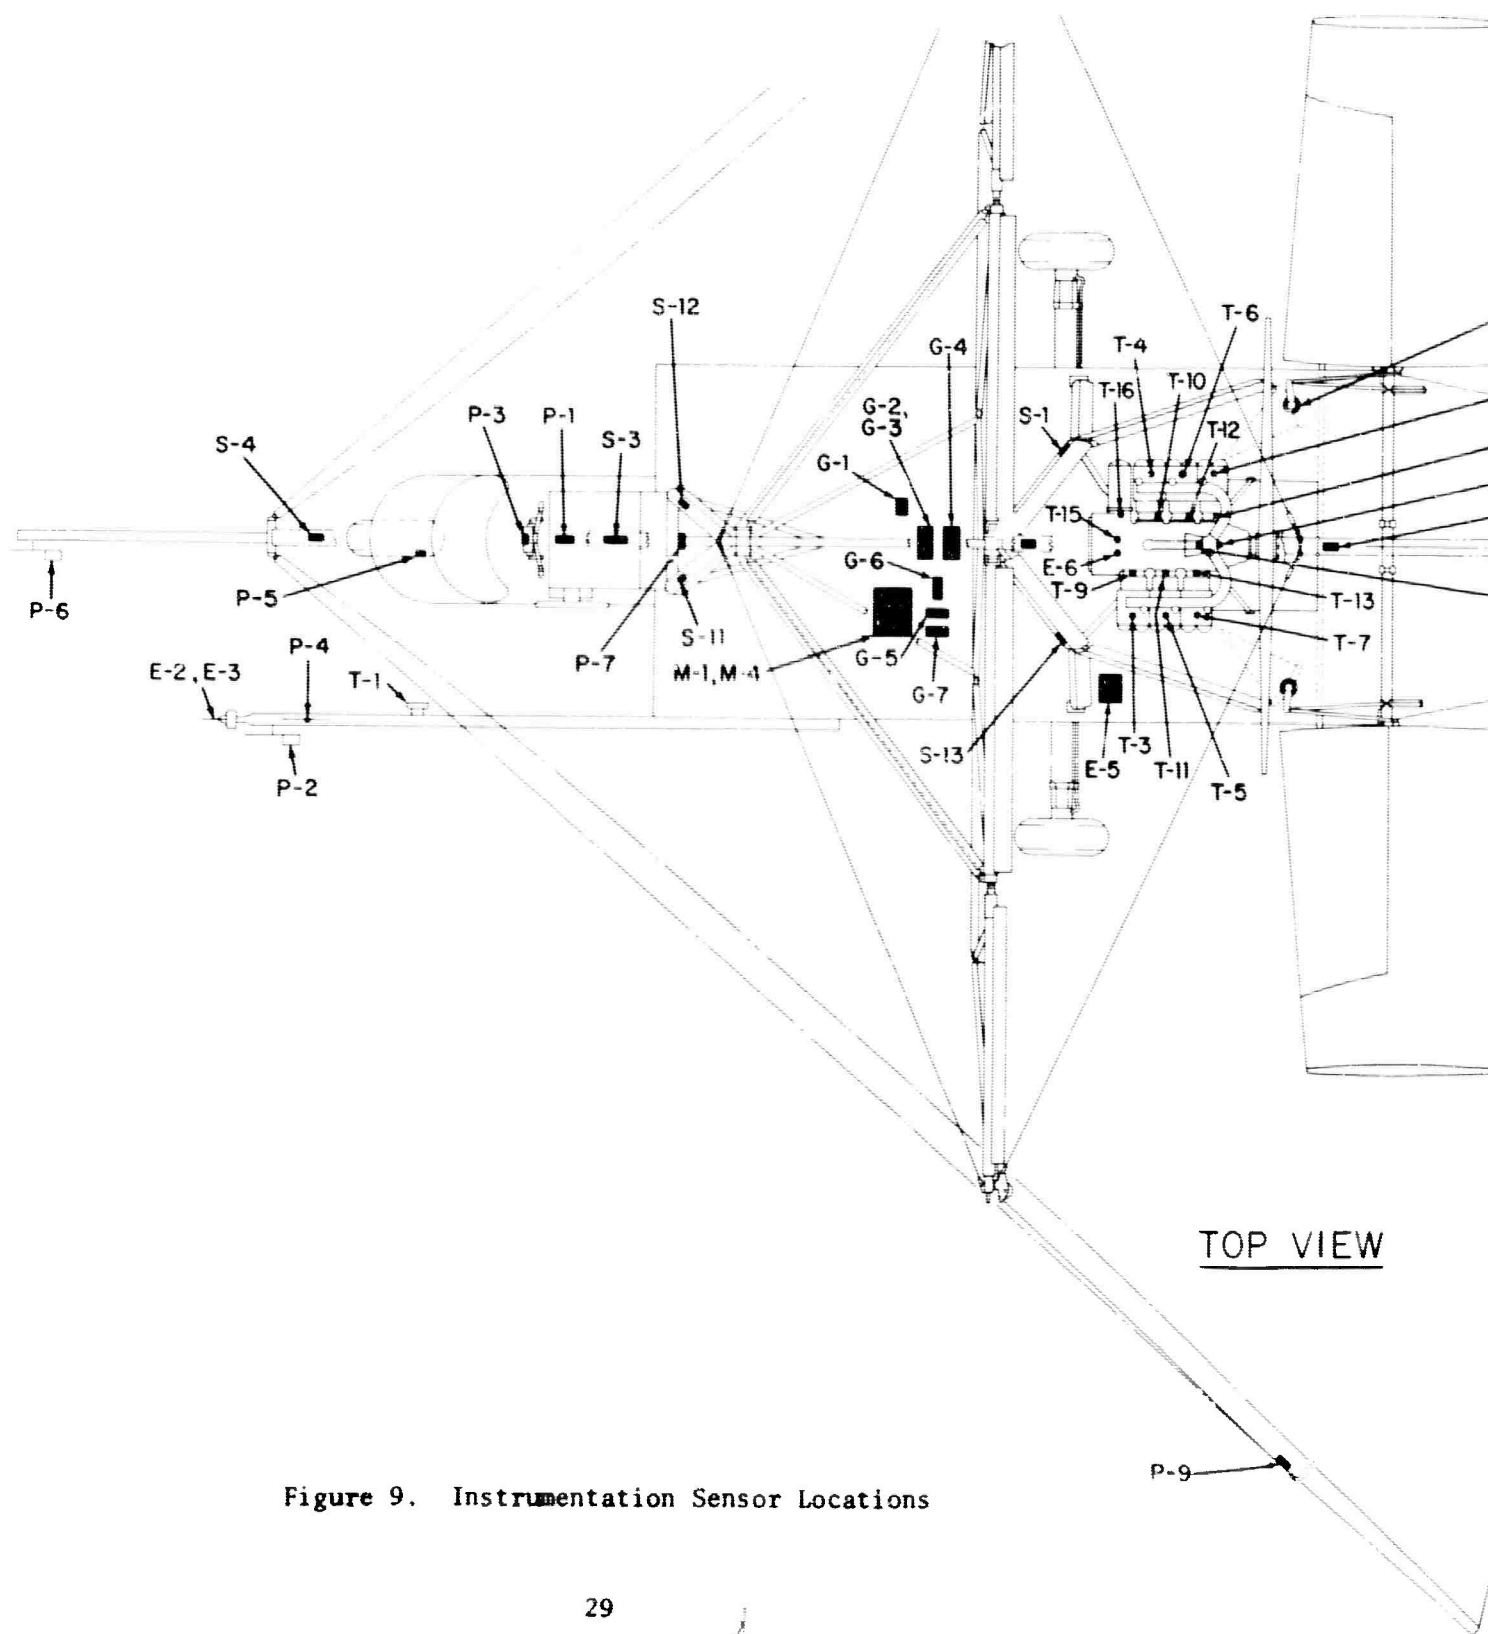 S-12
T-6
G-4
T-4
G-2,
G-3
T-16
T-10
S-1
P-3
P-1
T-12
S-4
S-3
G-1
T-15
G-6
E-6
P-5
T-9
P-6
T-13
S-11
P-4
P-7
G-5
T-7
E-2, E-3
T-1
M-1, M-4
G-7
S-13
T-3
P-2
E-5
T-11
T-5
TOP VIEW
P-9
Figure 9. Instrumentation Sensor Locations
29